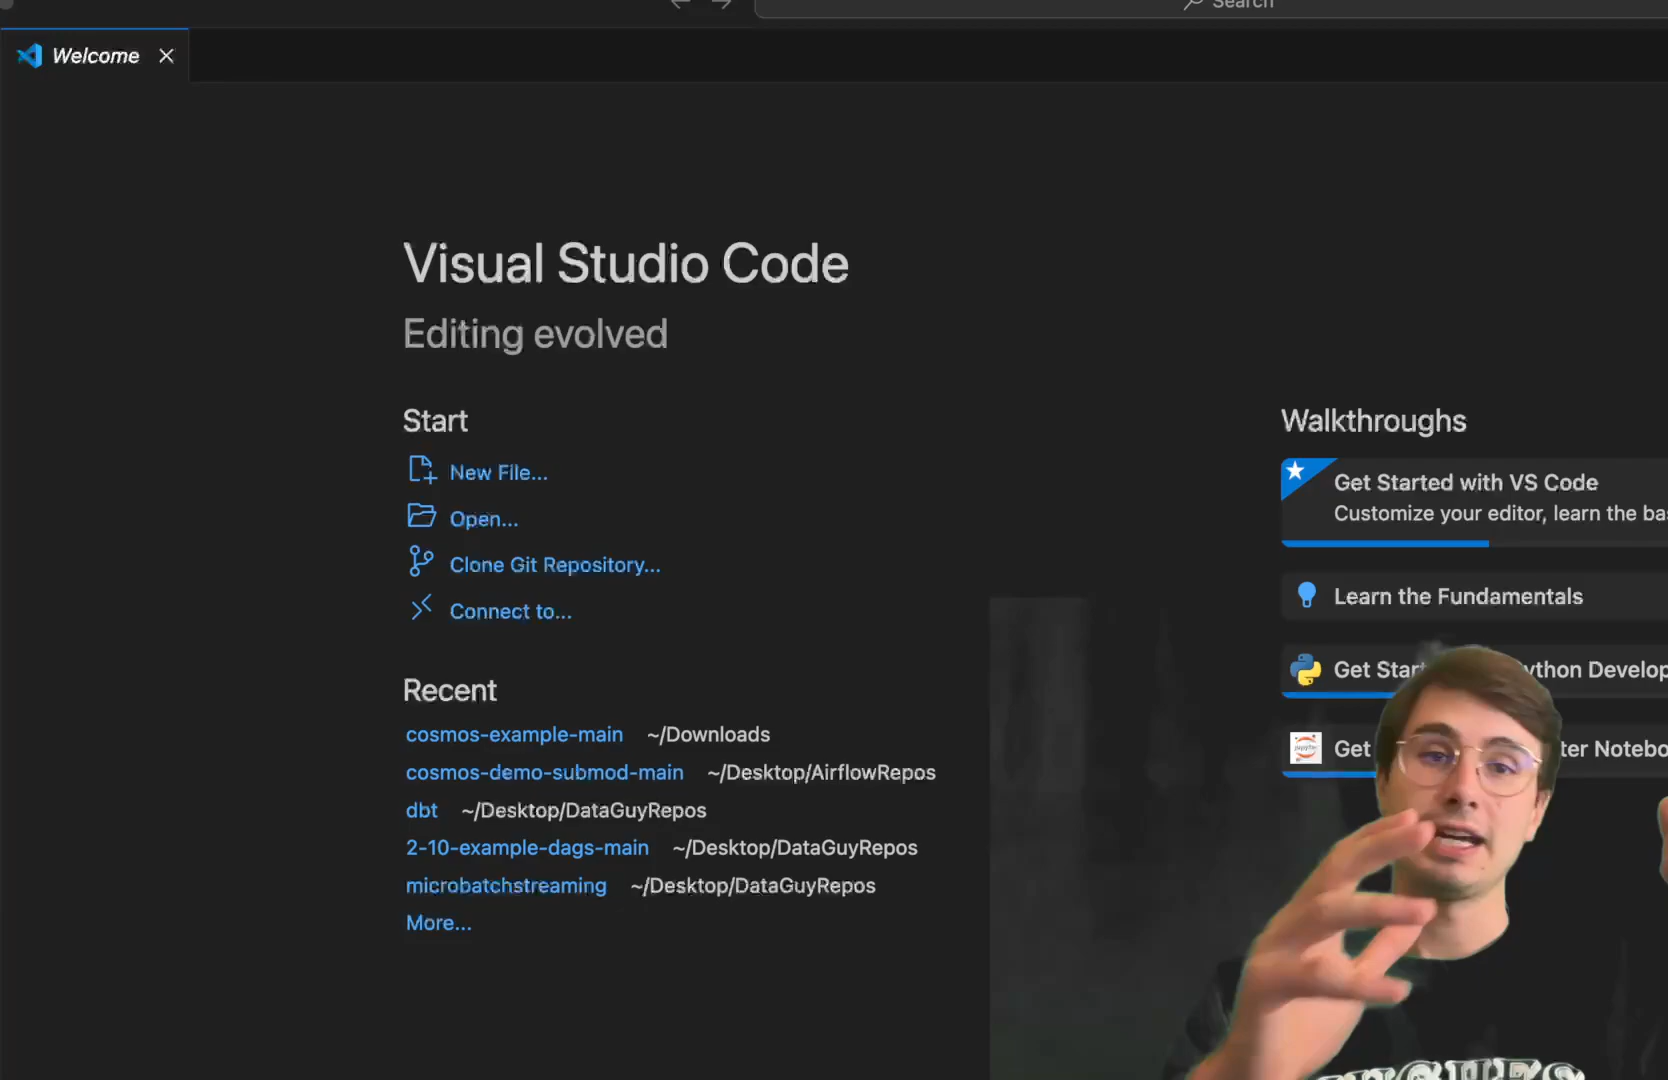 Search
Welcome
Visual Studio Code
Editing evolved
Start
New File...
Open...
Clone Git Repository...
Connect to...
Recent
cosmos-example-main ~/Downloads
cosmos-demo-submod-main ~/Desktop/AirflowRepos
dbt ~/Desktop/DataGuyRepos
2-10-example-dags-main ~/Desktop/DataGuyRepos
microbatchstreaming ~/Desktop/DataGuyRepos
More...
Walkthroughs
Get Started with VS Code
Customize your editor, learn the
Learn the Fundamentals
Get
Get